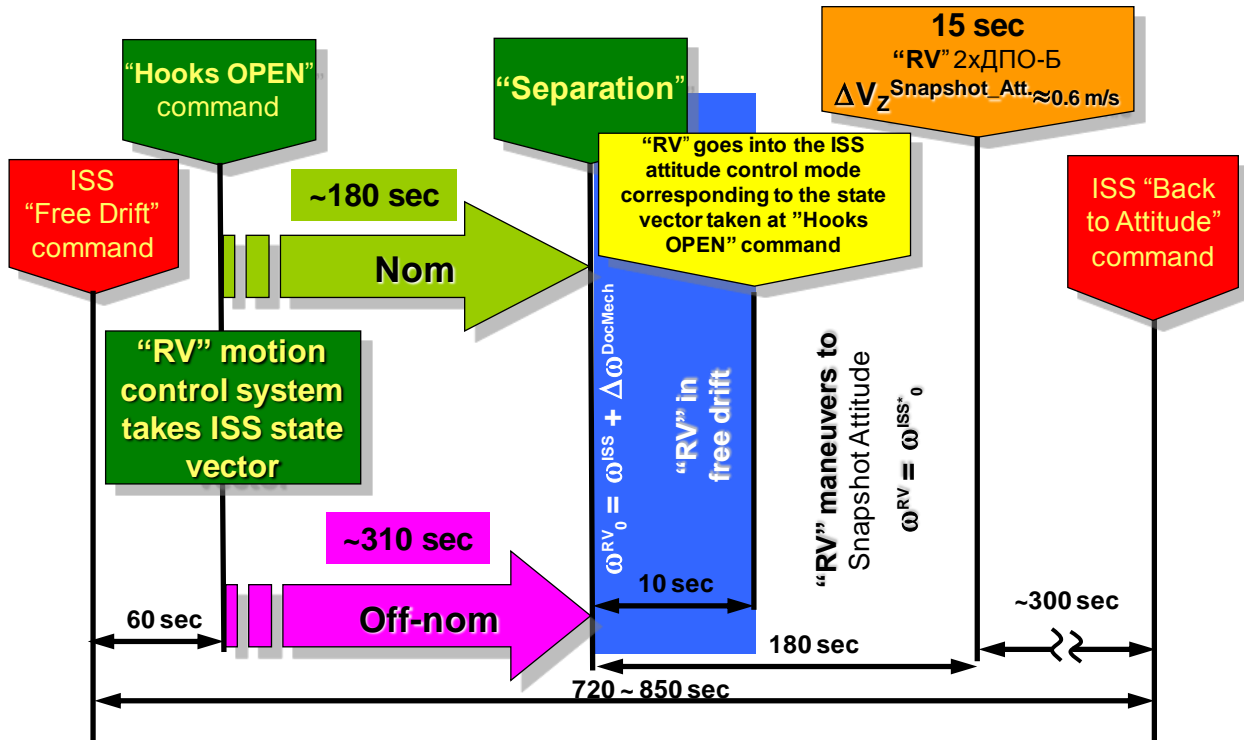 ISS
“Free Drift”
command
“Hooks OPEN”
command
“Separation”
15 sec
“RV” 2хДПО-Б
ΔV_Z^Snapshot_Att.≈0.6 m/s
“RV” goes into the ISS
attitude control mode
corresponding to the state
vector taken at ”Hooks
OPEN” command
ISS “Back
to Attitude”
command
~180 sec
Nom
“RV” motion
control system
takes ISS state
vector
~310 sec
Off-nom
ω^RV_0 = ω^ISS + Δω^DocMech
“RV” in
free drift
“RV” maneuvers to
Snapshot Attitude
ω^RV = ω^ISS*_0
10 sec
60 sec
180 sec
~300 sec
720 ~ 850 sec